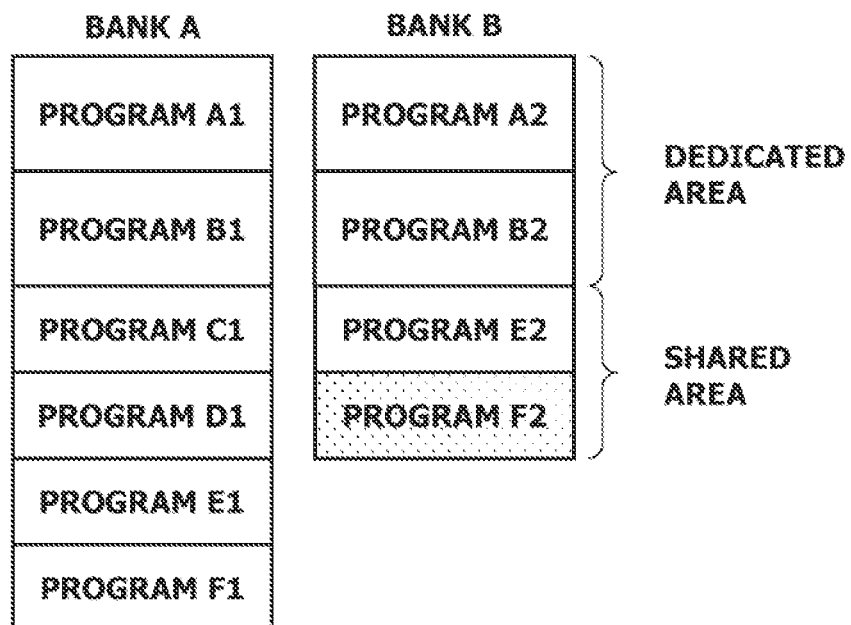 BANK A
BANK B
PROGRAM A1
PROGRAM B1
PROGRAM C1
PROGRAM D1
PROGRAM E1
PROGRAM F1
PROGRAM A2
PROGRAM B2
PROGRAM E2
PROGRAM F2
DEDICATED
AREA
SHARED
AREA